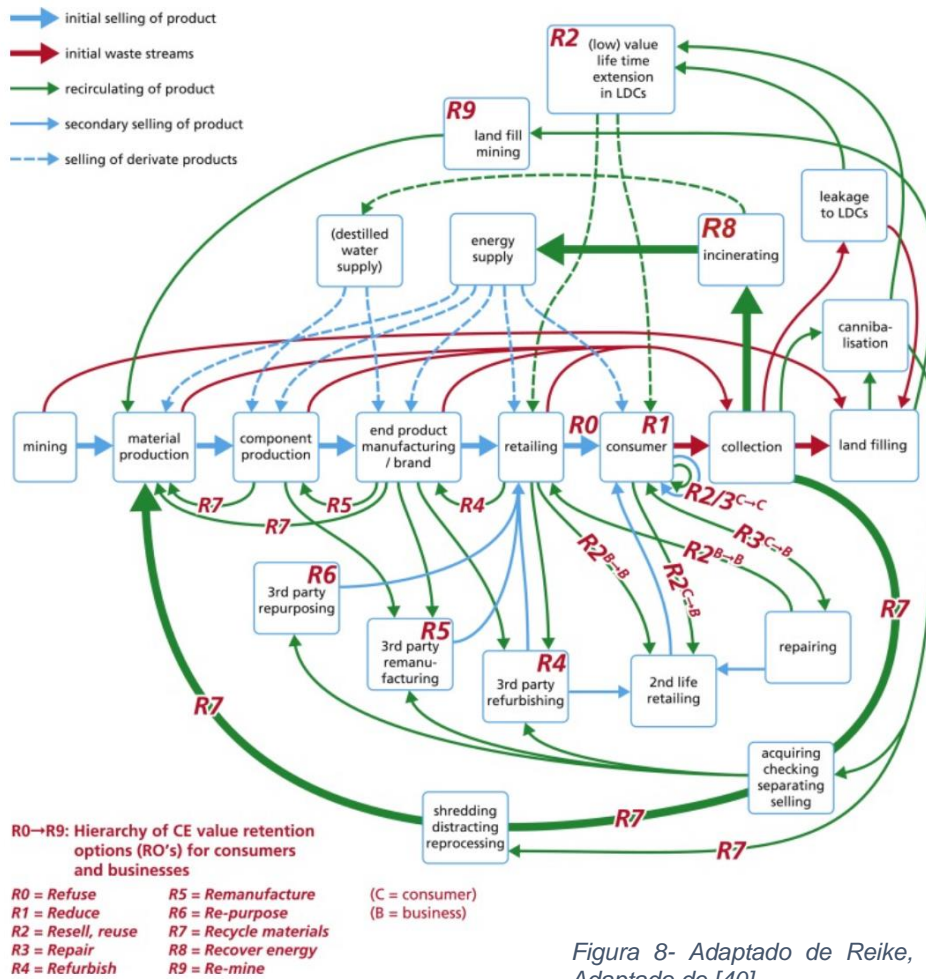 initial selling of product
initial waste streams
recirculating of product
secondary selling of product
selling of derivate products
R2
(low) value
life time
extension
in LDCs
R9
land fill
mining
leakage
to LDCs
(destilled
water
supply)
energy
supply
R8
incinerating
canniba-
lisation
mining
material
production
component
production
end product
manufacturing
/ brand
retailing
R0
R1
consumer
collection
land filling
R7
R7
R5
R4
R2/3 C→C
R3 C→B
R2 B→B
R2 B→B
R2 C→B
R7
R6
3rd party
repurposing
R5
3rd party
remanu-
facturing
R4
3rd party
refurbishing
2nd life
retailing
repairing
R7
acquiring
checking
separating
selling
shredding
distracting
reprocessing
R7
R7
R0→R9: Hierarchy of CE value retention
options (RO's) for consumers
and businesses
R0 = Refuse
R1 = Reduce
R2 = Resell, reuse
R3 = Repair
R4 = Refurbish
R5 = Remanufacture
R6 = Re-purpose
R7 = Recycle materials
R8 = Recover energy
R9 = Re-mine
(C = consumer)
(B = business)
Figura 8- Adaptado de Reike,
Adaptado de [40]